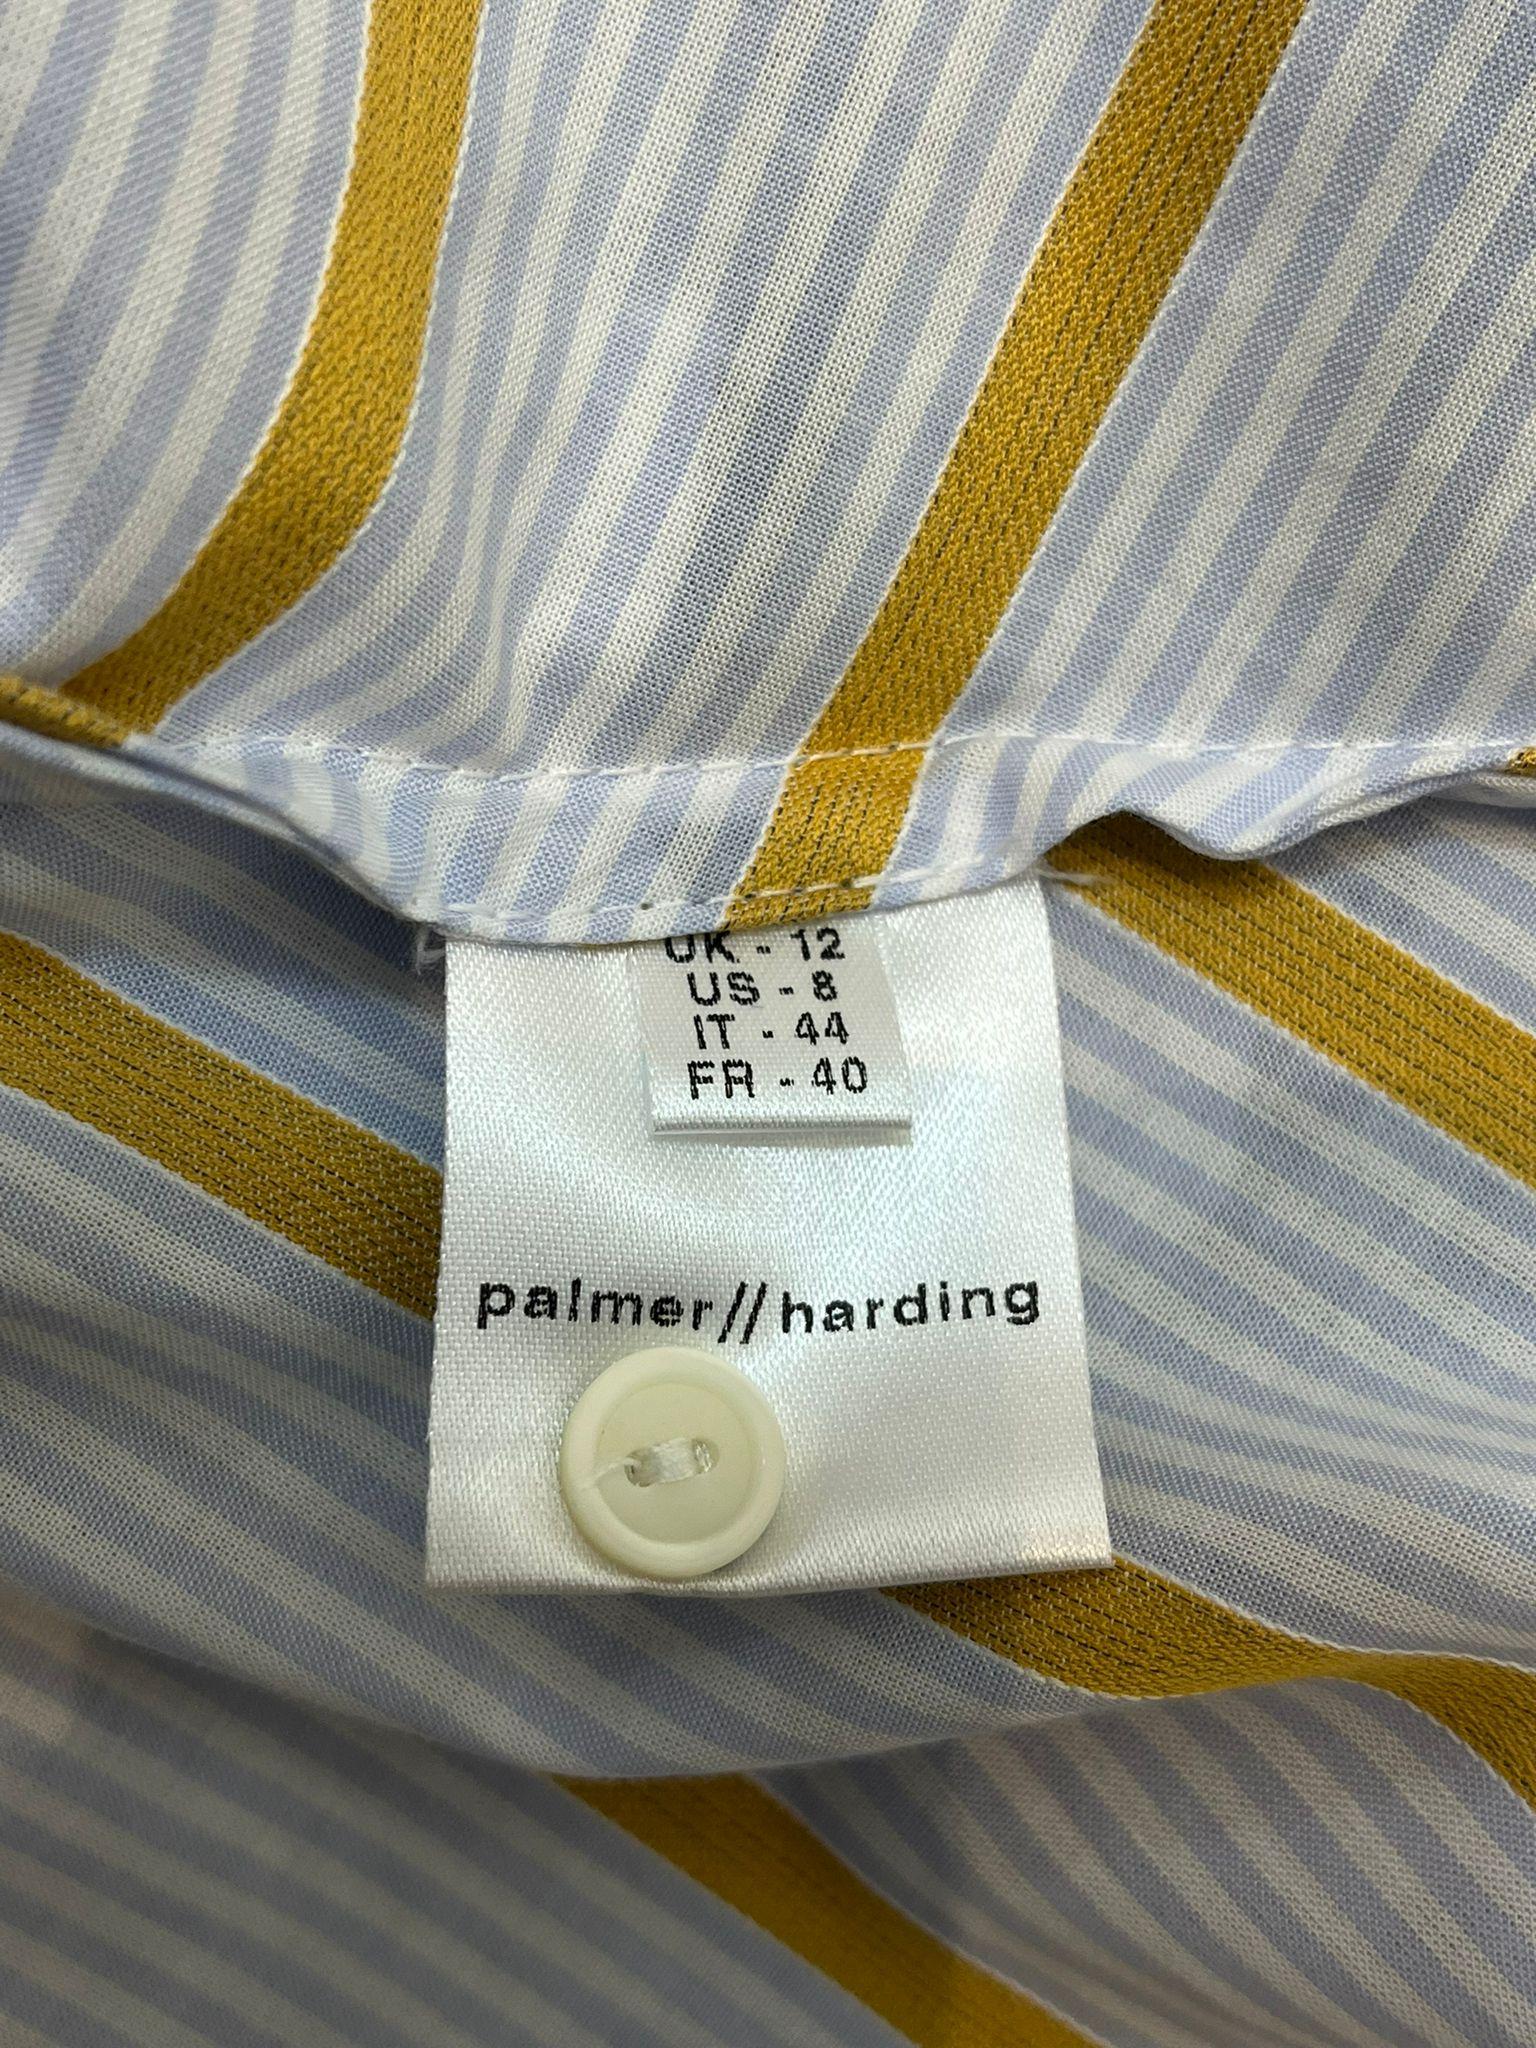 UK - 12
US - 8
IT - 44
FR - 40
palmer//harding